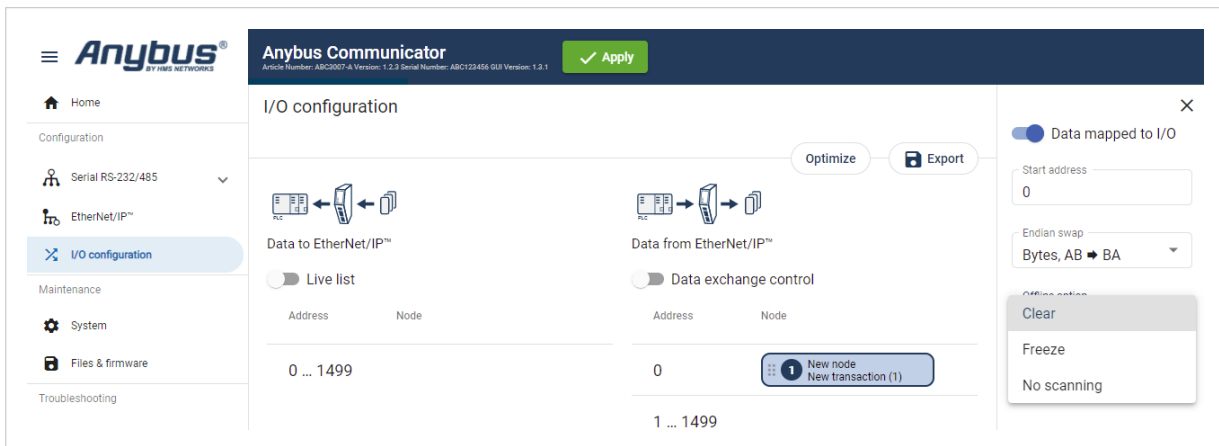 Anybus®
BY HMS NETWORKS
Anybus Communicator
Article Number: ABC3007-A Version: 1.2.3 Serial Number: ABC123456 GUI Version: 1.3.1
Apply
Home
Configuration
Serial RS-232/485
EtherNet/IP™
I/O configuration
Maintenance
System
Files & firmware
Troubleshooting
I/O configuration
Optimize
Export
PLC
Data to EtherNet/IP™
Live list
Address Node
0 ... 1499
PLC
Data from EtherNet/IP™
Data exchange control
Address Node
0
1
New node
New transaction (1)
1 ... 1499
Data mapped to I/O
Start address
0
Endian swap
Bytes, AB ➡ BA
Offline option
Clear
Freeze
No scanning